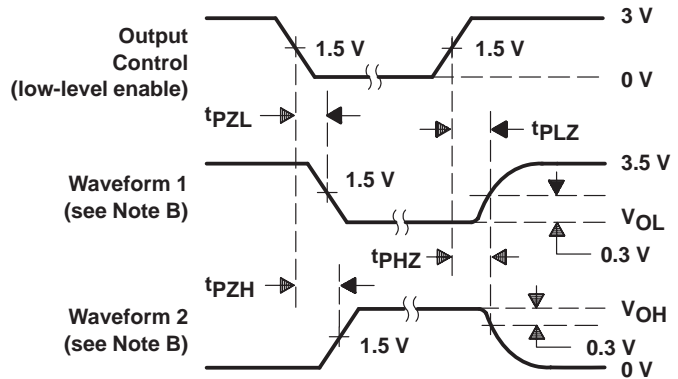 Output
Control
(low-level enable)
1.5 V
1.5 V
3 V
0 V
tPZL
tPLZ
Waveform 1
(see Note B)
1.5 V
3.5 V
VOL
0.3 V
tPHZ
tPZH
Waveform 2
(see Note B)
1.5 V
VOH
0.3 V
0 V